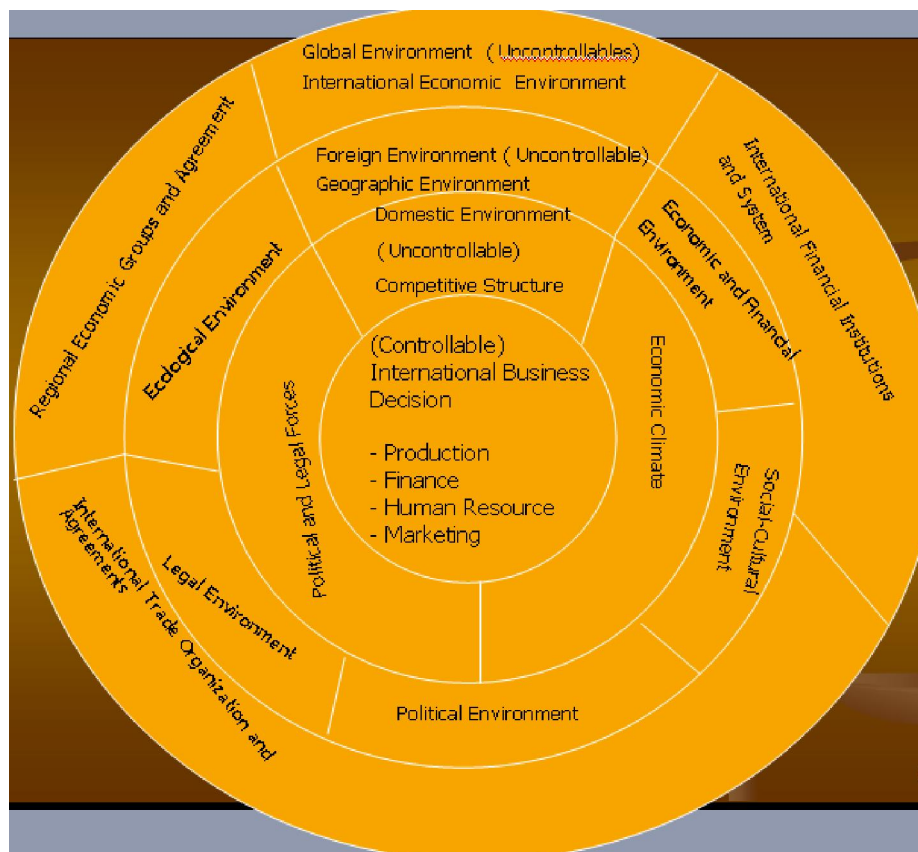 Global Environment (Uncontrollables)
International Economic Environment
Foreign Environment (Uncontrollable)
Geographic Environment
Domestic Environment
(Uncontrollable)
Competitive Structure
(Controllable)
International Business
Decision
- Production
- Finance
- Human Resource
- Marketing
Economic Climate
Political and Legal Forces
Economic and Financial
Environment
Social-Cultural
Environment
Political Environment
Legal Environment
Ecological Environment
International Financial Institutions
and System
International Trade Organization and
Agreements
Regional Economic Groups and Agreement